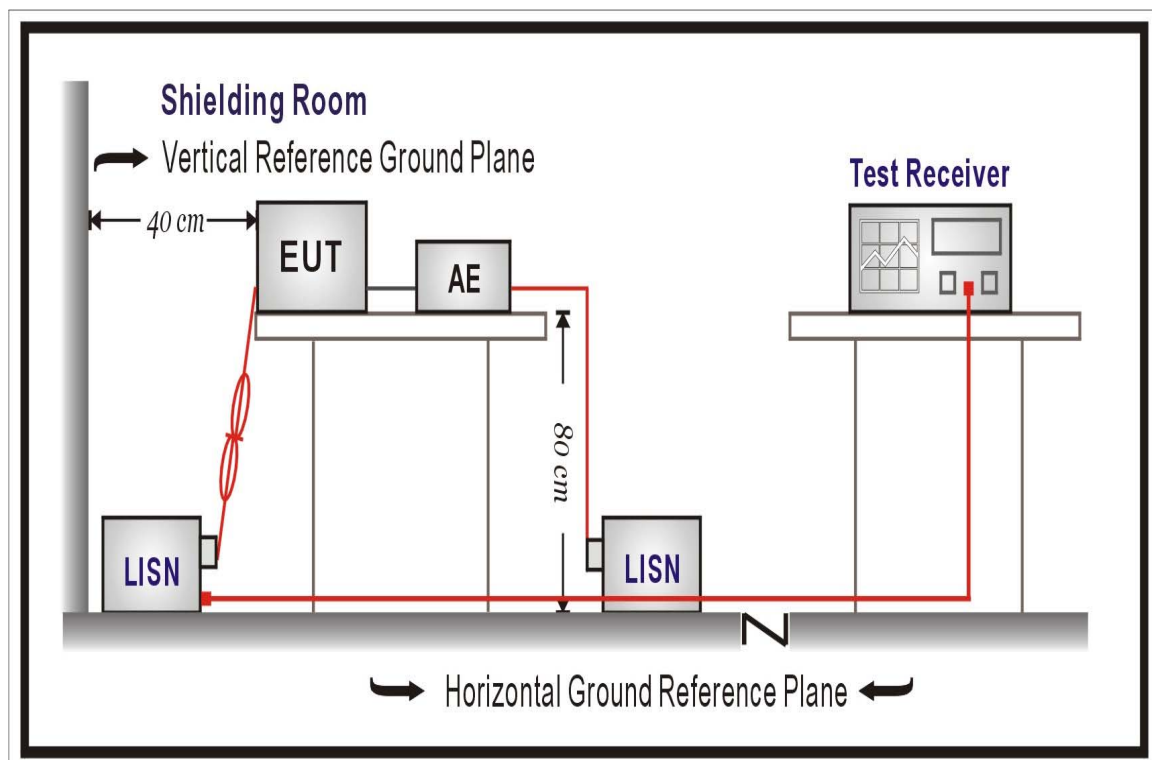 Shielding Room
Vertical Reference Ground Plane
Test Receiver
40 cm
EUT
AE
80 cm
LISN
LISN
Horizontal Ground Reference Plane